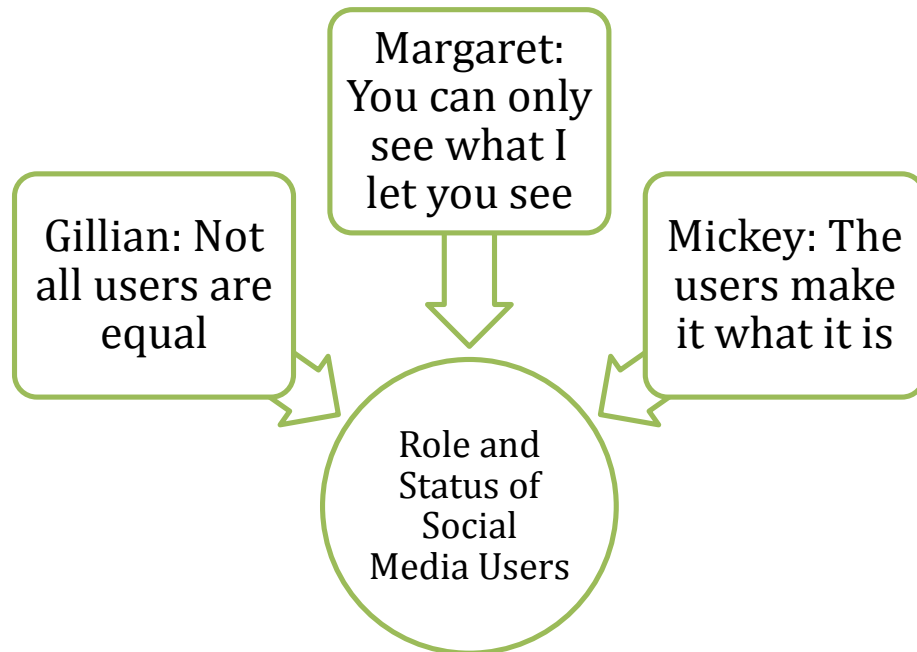 Margaret:
You can only
see what I
let you see
Gillian: Not
all users are
equal
Mickey: The
users make
it what it is
Role and
Status of
Social
Media Users